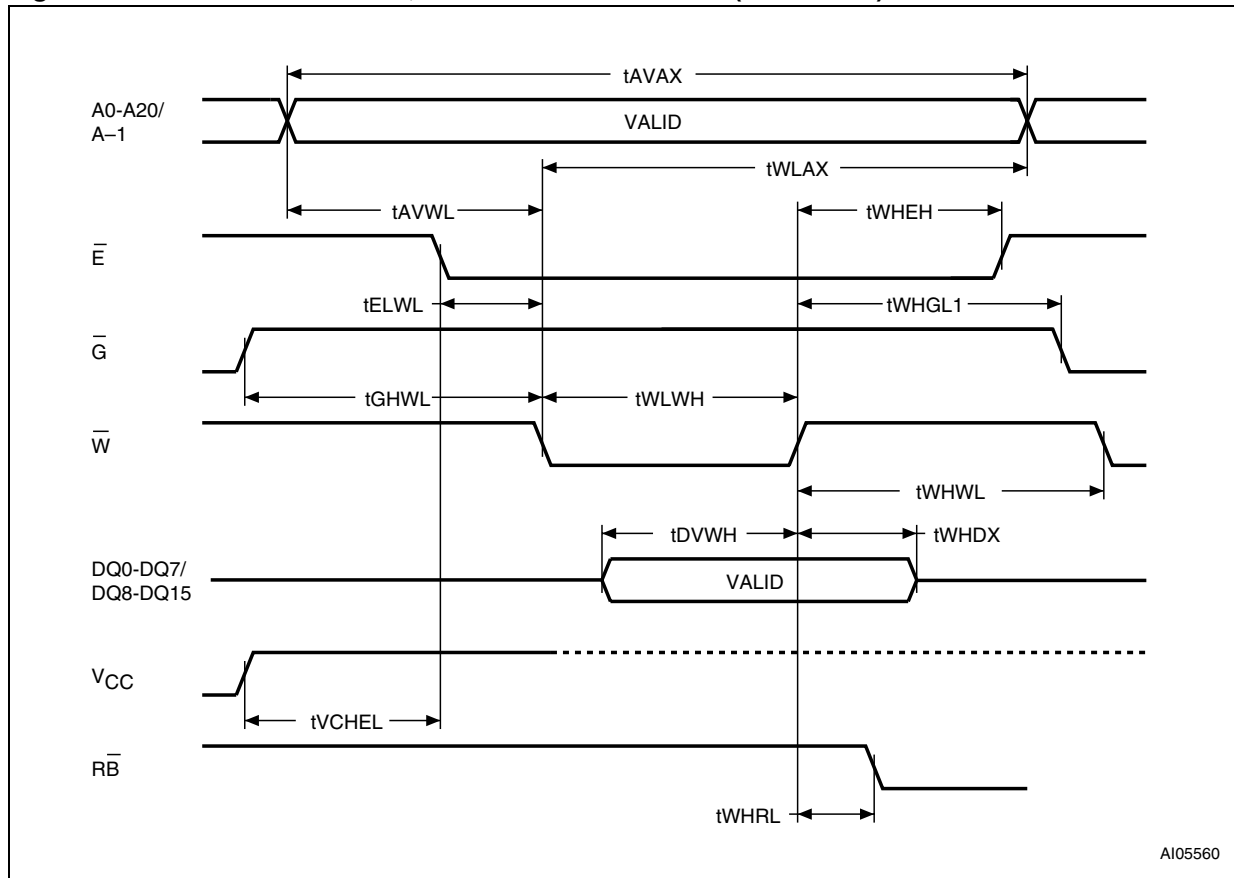 tAVAX
A0-A20/
A–1
VALID
tWLAX
tAVWL
tWHEH
E̅
tELWL
tWHGL1
G̅
tGHWL
tWLWH
W̅
tWHWL
tDVWH
tWHDX
DQ0-DQ7/
DQ8-DQ15
VALID
VCC
tVCHEL
RB̅
tWHRL
AI05560